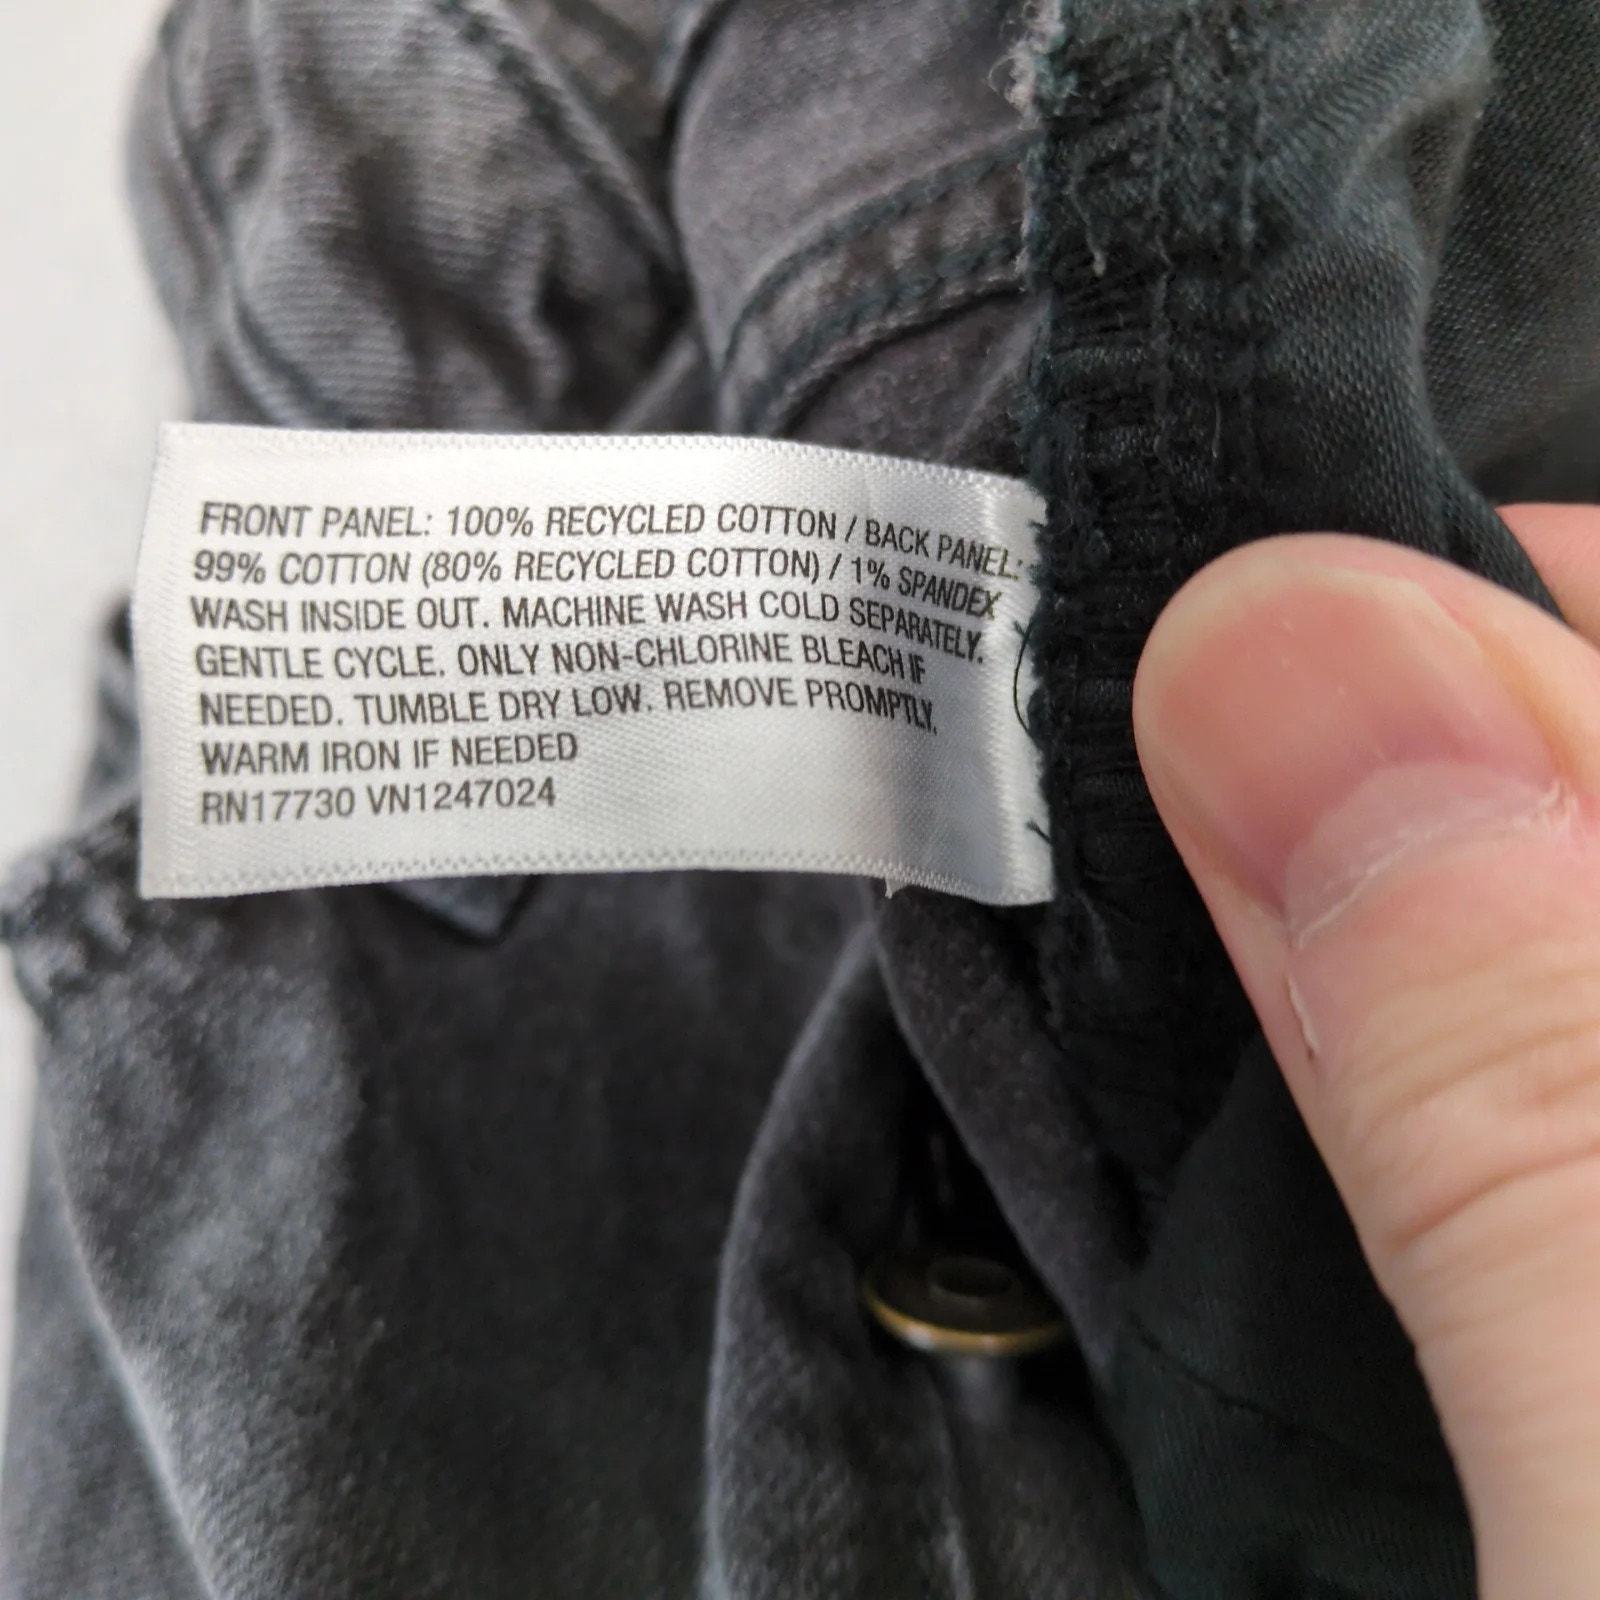 FRONT PANEL: 100% RECYCLED COTTON / BACK PANEL:
99% COTTON (80% RECYCLED COTTON) / 1% SPANDEX
WASH INSIDE OUT. MACHINE WASH COLD SEPARATELY.
GENTLE CYCLE. ONLY NON-CHLORINE BLEACH IF
NEEDED. TUMBLE DRY LOW. REMOVE PROMPTLY.
WARM IRON IF NEEDED
RN17730 VN1247024